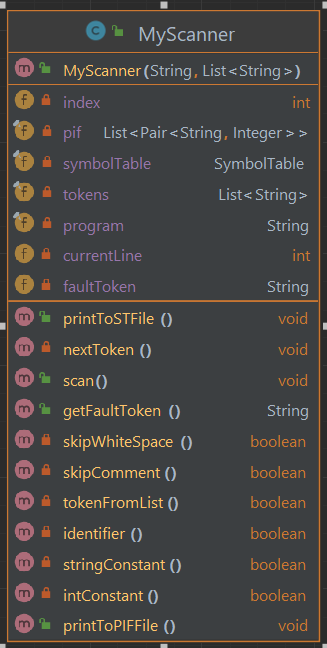 C MyScanner
m MyScanner(String, List<String>)
f index int
f pif List<Pair<String, Integer>>
f symbolTable SymbolTable
f tokens List<String>
f program String
f currentLine int
f faultToken String
m printToSTFile () void
m nextToken () void
m scan() void
m getFaultToken () String
m skipWhiteSpace () boolean
m skipComment () boolean
m tokenFromList() boolean
m identifier () boolean
m stringConstant () boolean
m intConstant () boolean
m printToPIFFile() void